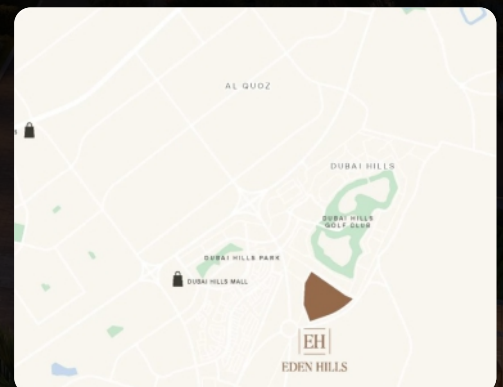 AL QUOZ
DUBAI HILLS
DUBAI HILLS
GOLF CLUB
DUBAI HILLS PARK
DUBAI HILLS MALL
EH
EDEN HILLS